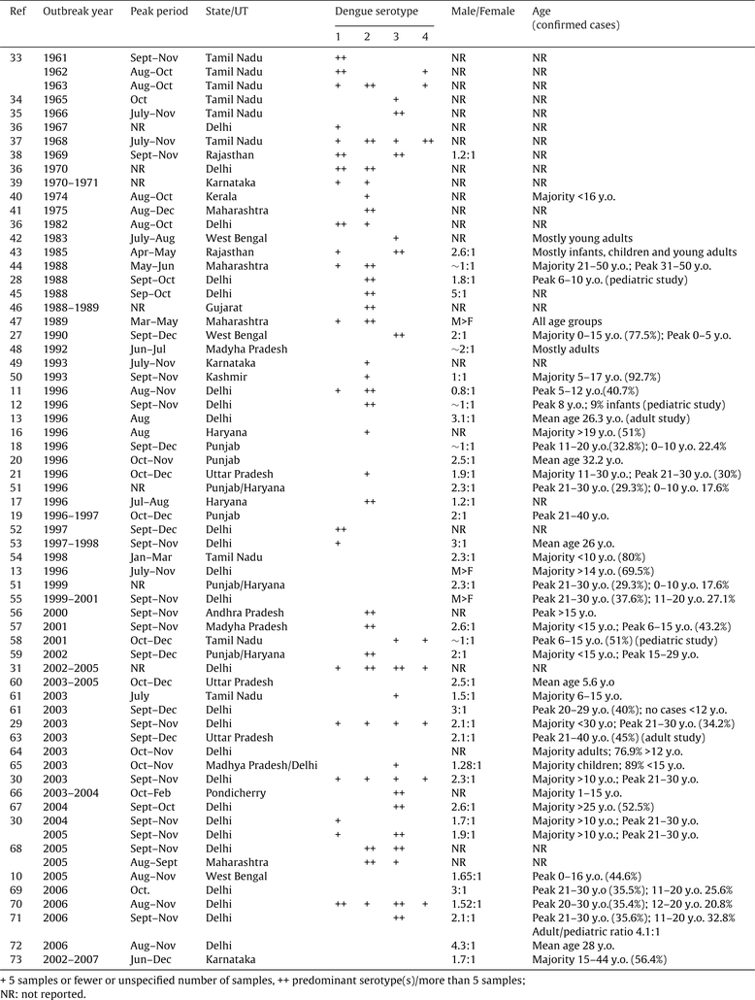 Ref Outbreak year Peak period State/UT Dengue serotype Male/Female Age
(confirmed cases)
1 2 3 4
33 1961 Sept–Nov Tamil Nadu ++ NR NR
1962 Aug–Oct Tamil Nadu ++ + NR NR
1963 Aug–Oct Tamil Nadu + ++ + NR NR
34 1965 Oct Tamil Nadu + NR NR
35 1966 July–Nov Tamil Nadu ++ NR NR
36 1967 NR Delhi + NR NR
37 1968 July–Nov Tamil Nadu + ++ + ++ NR NR
38 1969 Sept–Nov Rajasthan ++ ++ 1.2:1 NR
36 1970 NR Delhi ++ ++ NR NR
39 1970–1971 NR Karnataka + + NR NR
40 1974 Aug–Oct Kerala + NR Majority <16 y.o.
41 1975 Aug–Dec Maharashtra ++ NR NR
36 1982 Aug–Oct Delhi ++ + NR NR
42 1983 July–Aug West Bengal + NR Mostly young adults
43 1985 Apr–May Rajasthan + ++ 2.6:1 Mostly infants, children and young adults
44 1988 May–Jun Maharashtra + ++ ~1:1 Majority 21–50 y.o.; Peak 31–50 y.o.
28 1988 Sept–Oct Delhi ++ 1.8:1 Peak 6–10 y.o. (pediatric study)
45 1988 Sep–Oct Delhi ++ 5:1 NR
46 1988–1989 NR Gujarat ++ NR NR
47 1989 Mar–May Maharashtra + ++ M>F All age groups
27 1990 Sept–Dec West Bengal ++ 2:1 Majority 0–15 y.o. (77.5%); Peak 0–5 y.o.
48 1992 Jun–Jul Madyha Pradesh ~2:1 Mostly adults
49 1993 July–Nov Karnataka + NR NR
50 1993 Sept–Nov Kashmir + 1:1 Majority 5–17 y.o. (92.7%)
11 1996 Aug–Nov Delhi + ++ 0.8:1 Peak 5–12 y.o.(40.7%)
12 1996 Sept–Nov Delhi ++ ~1:1 Peak 8 y.o.; 9% infants (pediatric study)
13 1996 Aug Delhi 3.1:1 Mean age 26.3 y.o. (adult study)
16 1996 Aug Haryana + NR Majority >19 y.o. (51%)
18 1996 Sept–Dec Punjab ~1:1 Peak 11–20 y.o.(32.8%); 0–10 y.o. 22.4%
20 1996 Oct–Nov Punjab 2.5:1 Mean age 32.2 y.o.
21 1996 Oct–Dec Uttar Pradesh + 1.9:1 Majority 11–30 y.o.; Peak 21–30 y.o. (30%)
51 1996 NR Punjab/Haryana 2.3:1 Peak 21–30 y.o. (29.3%); 0–10 y.o. 17.6%
17 1996 Jul–Aug Haryana ++ 1.2:1 NR
19 1996–1997 Oct–Dec Punjab 2:1 Peak 21–40 y.o.
52 1997 Sept–Dec Delhi ++ NR NR
53 1997–1998 Sept–Nov Delhi + 3:1 Mean age 26 y.o.
54 1998 Jan–Mar Tamil Nadu 2.3:1 Majority <10 y.o. (80%)
13 1996 July–Nov Delhi M>F Majority >14 y.o. (69.5%)
51 1999 NR Punjab/Haryana 2.3:1 Peak 21–30 y.o. (29.3%); 0–10 y.o. 17.6%
55 1999–2001 Sept–Nov Delhi M>F Peak 21–30 y.o. (37.6%); 11–20 y.o. 27.1%
56 2000 Sept–Nov Andhra Pradesh ++ NR Peak >15 y.o.
57 2001 Sept–Nov Madyha Pradesh ++ 2.6:1 Majority <15 y.o.; Peak 6–15 y.o. (43.2%)
58 2001 Oct–Dec Tamil Nadu + + ~1:1 Peak 6–15 y.o. (51%) (pediatric study)
59 2002 Sept–Dec Punjab/Haryana ++ 2:1 Majority <15 y.o.; Peak 15–29 y.o.
31 2002–2005 NR Delhi + ++ ++ + NR NR
60 2003–2005 Oct–Dec Uttar Pradesh 2.5:1 Mean age 5.6 y.o
61 2003 July Tamil Nadu + 1.5:1 Majority 6–15 y.o.
61 2003 Sept–Dec Delhi 3:1 Peak 20–29 y.o. (40%); no cases <12 y.o.
29 2003 Sept–Nov Delhi + + + + 2.1:1 Majority <30 y.o; Peak 21–30 y.o. (34.2%)
63 2003 Sept–Dec Uttar Pradesh 2.1:1 Peak 21–40 y.o. (45%) (adult study)
64 2003 Oct–Nov Delhi NR Majority adults; 76.9% >12 y.o.
65 2003 Oct–Nov Madhya Pradesh/Delhi + 1.28:1 Majority children; 89% <15 y.o.
30 2003 Sept–Nov Delhi + + + + 2.3:1 Majority >10 y.o.; Peak 21–30 y.o.
66 2003–2004 Oct–Feb Pondicherry ++ NR Majority 1–15 y.o.
67 2004 Sept–Oct Delhi ++ 2.6:1 Majority >25 y.o. (52.5%)
30 2004 Sept–Nov Delhi + 1.7:1 Majority >10 y.o.; Peak 21–30 y.o.
2005 Sept–Nov Delhi + ++ 1.9:1 Majority >10 y.o.; Peak 21–30 y.o.
68 2005 Sept–Nov Delhi ++ ++ NR NR
2005 Aug–Sept Maharashtra ++ + NR NR
10 2005 Aug–Nov West Bengal 1.65:1 Peak 0–16 y.o. (44.6%)
69 2006 Oct. Delhi 3:1 Peak 21–30 y.o (35.5%); 11–20 y.o. 25.6%
70 2006 Aug–Nov Delhi ++ + ++ + 1.52:1 Peak 20–30 y.o.(35.4%); 12–20 y.o. 20.8%
71 2006 Sept–Nov Delhi ++ 2.1:1 Peak 21–30 y.o. (35.6%); 11–20 y.o. 32.8%
Adult/pediatric ratio 4.1:1
72 2006 Aug–Nov Delhi 4.3:1 Mean age 28 y.o.
73 2002–2007 Jun–Dec Karnataka 1.7:1 Majority 15–44 y.o. (56.4%)
+ 5 samples or fewer or unspecified number of samples, ++ predominant serotype(s)/more than 5 samples;
NR: not reported.